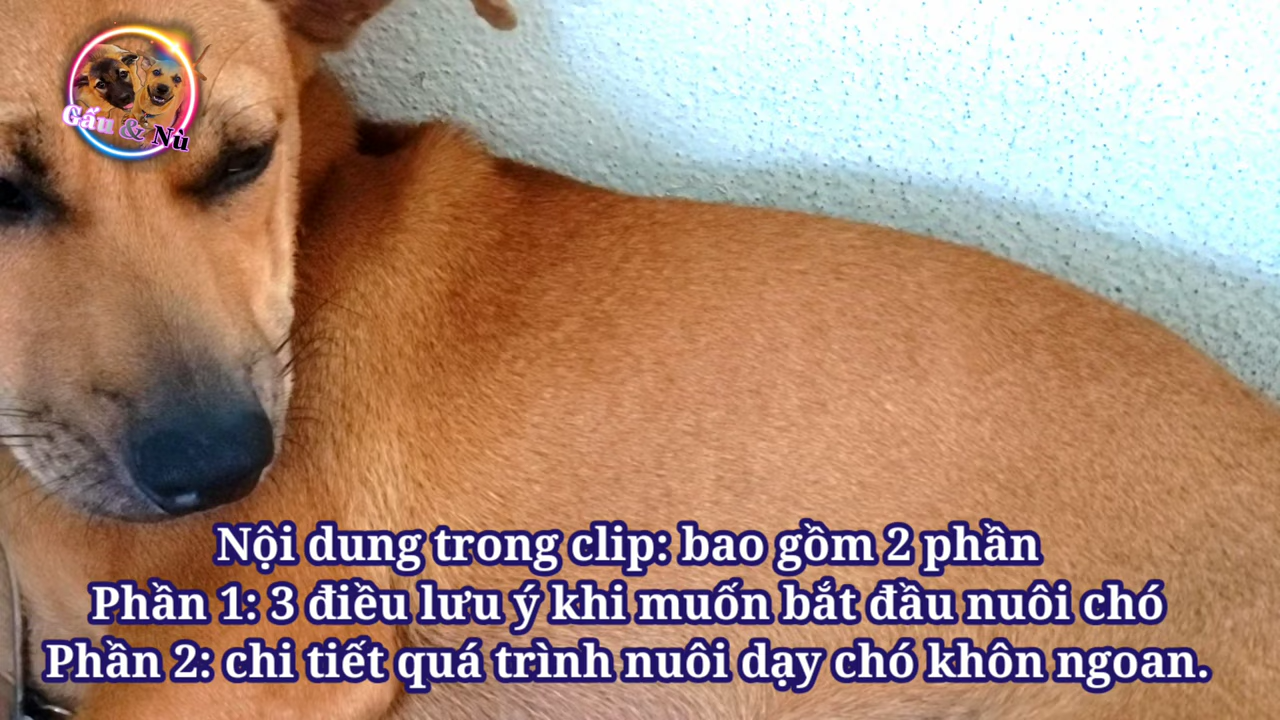 Gấu & Nù
Nội dung trong clip: bao gồm 2 phần
Phần 1: 3 điều lưu ý khi muốn bắt đầu nuôi chó
Phần 2: chi tiết quá trình nuôi dạy chó khôn ngoan.